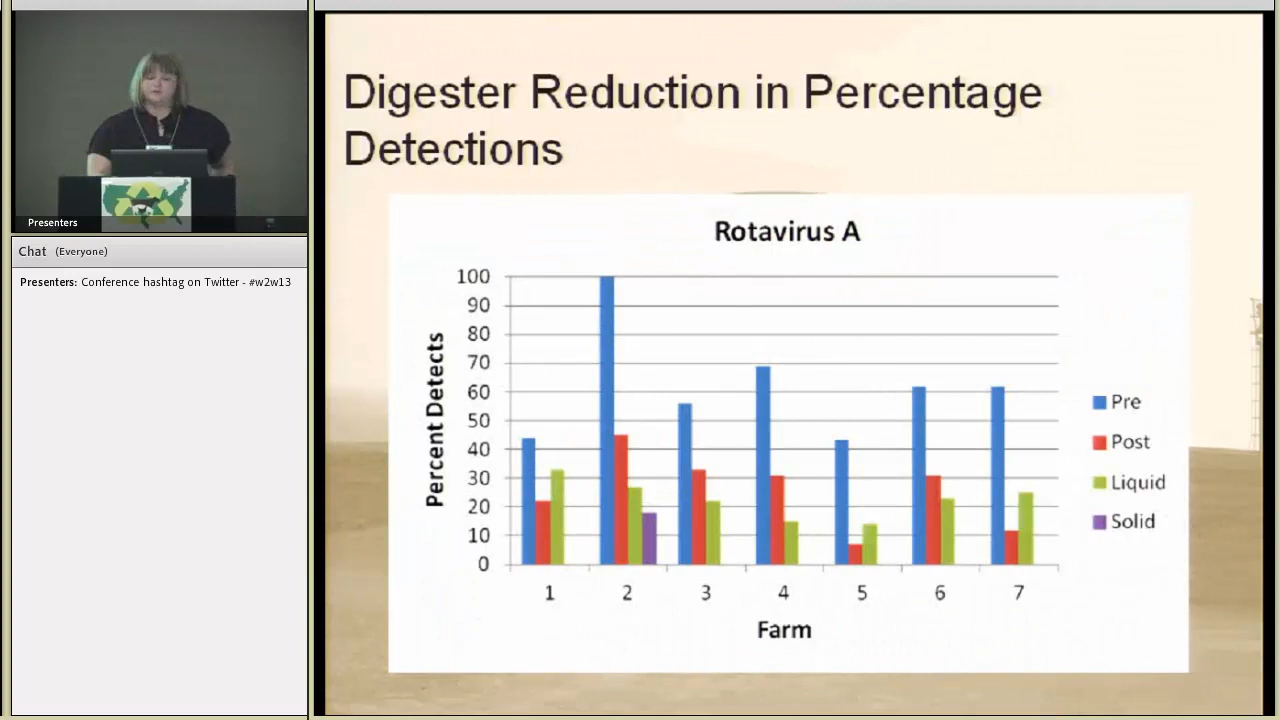 Presenters
Chat (Everyone)
Presenters: Conference hashtag on Twitter - #w2w13
Digester Reduction in Percentage
Detections
Rotavirus A
Percent Detects
100
90
80
70
60
50
40
30
20
10
0
1 2 3 4 5 6 7
Farm
Pre
Post
Liquid
Solid